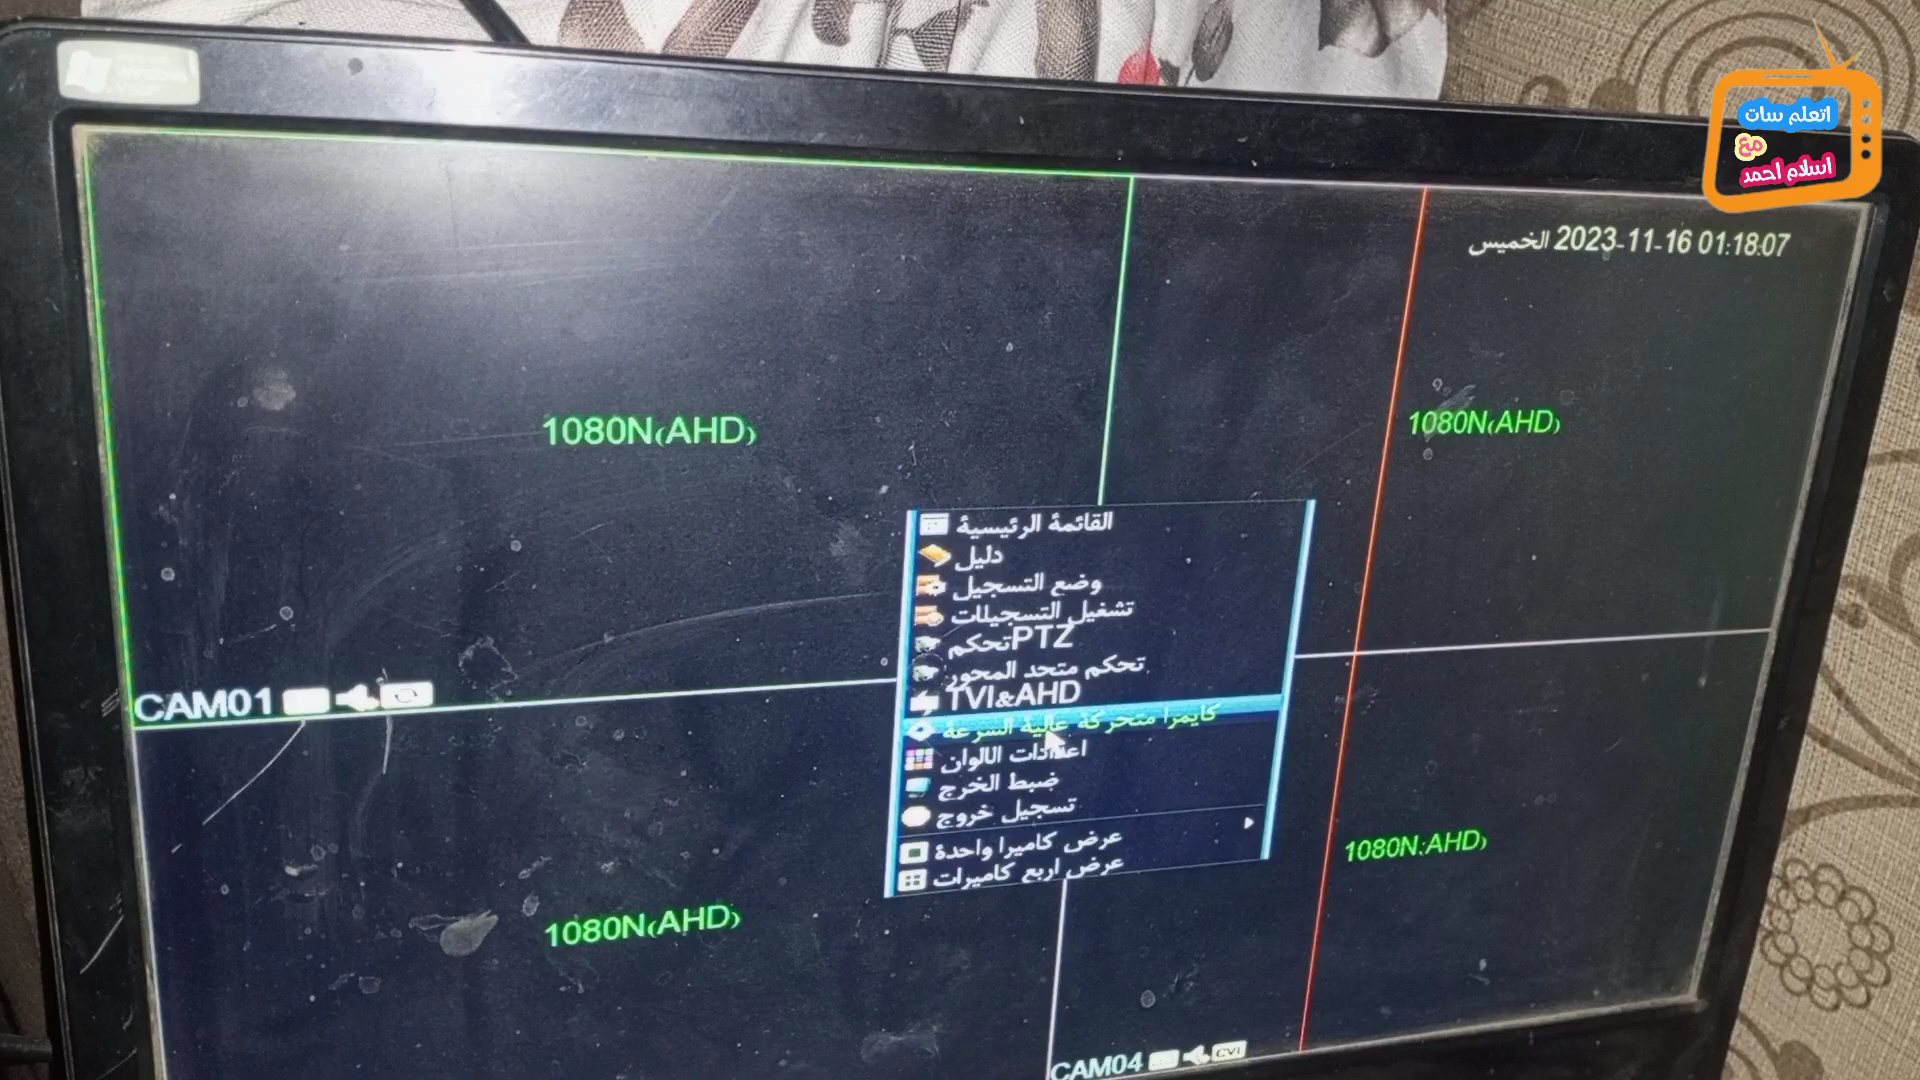 اتعلم سات
مع
اسلام احمد
الخميس 2023-11-16 01:18:07
1080N(AHD)
1080N(AHD)
القائمة الرئيسية
دليل
وضع التسجيل
تشغيل التسجيلات
تحكمPTZ
تحكم متحد المحور
TVI&AHD
كايمرا متحركة عالية السرعة
اعدادات الالوان
ضبط الخرج
تسجيل خروج
عرض كاميرا واحدة
عرض اربع كاميرات
CAM01
1080N(AHD)
1080N(AHD)
CAM04 CVI